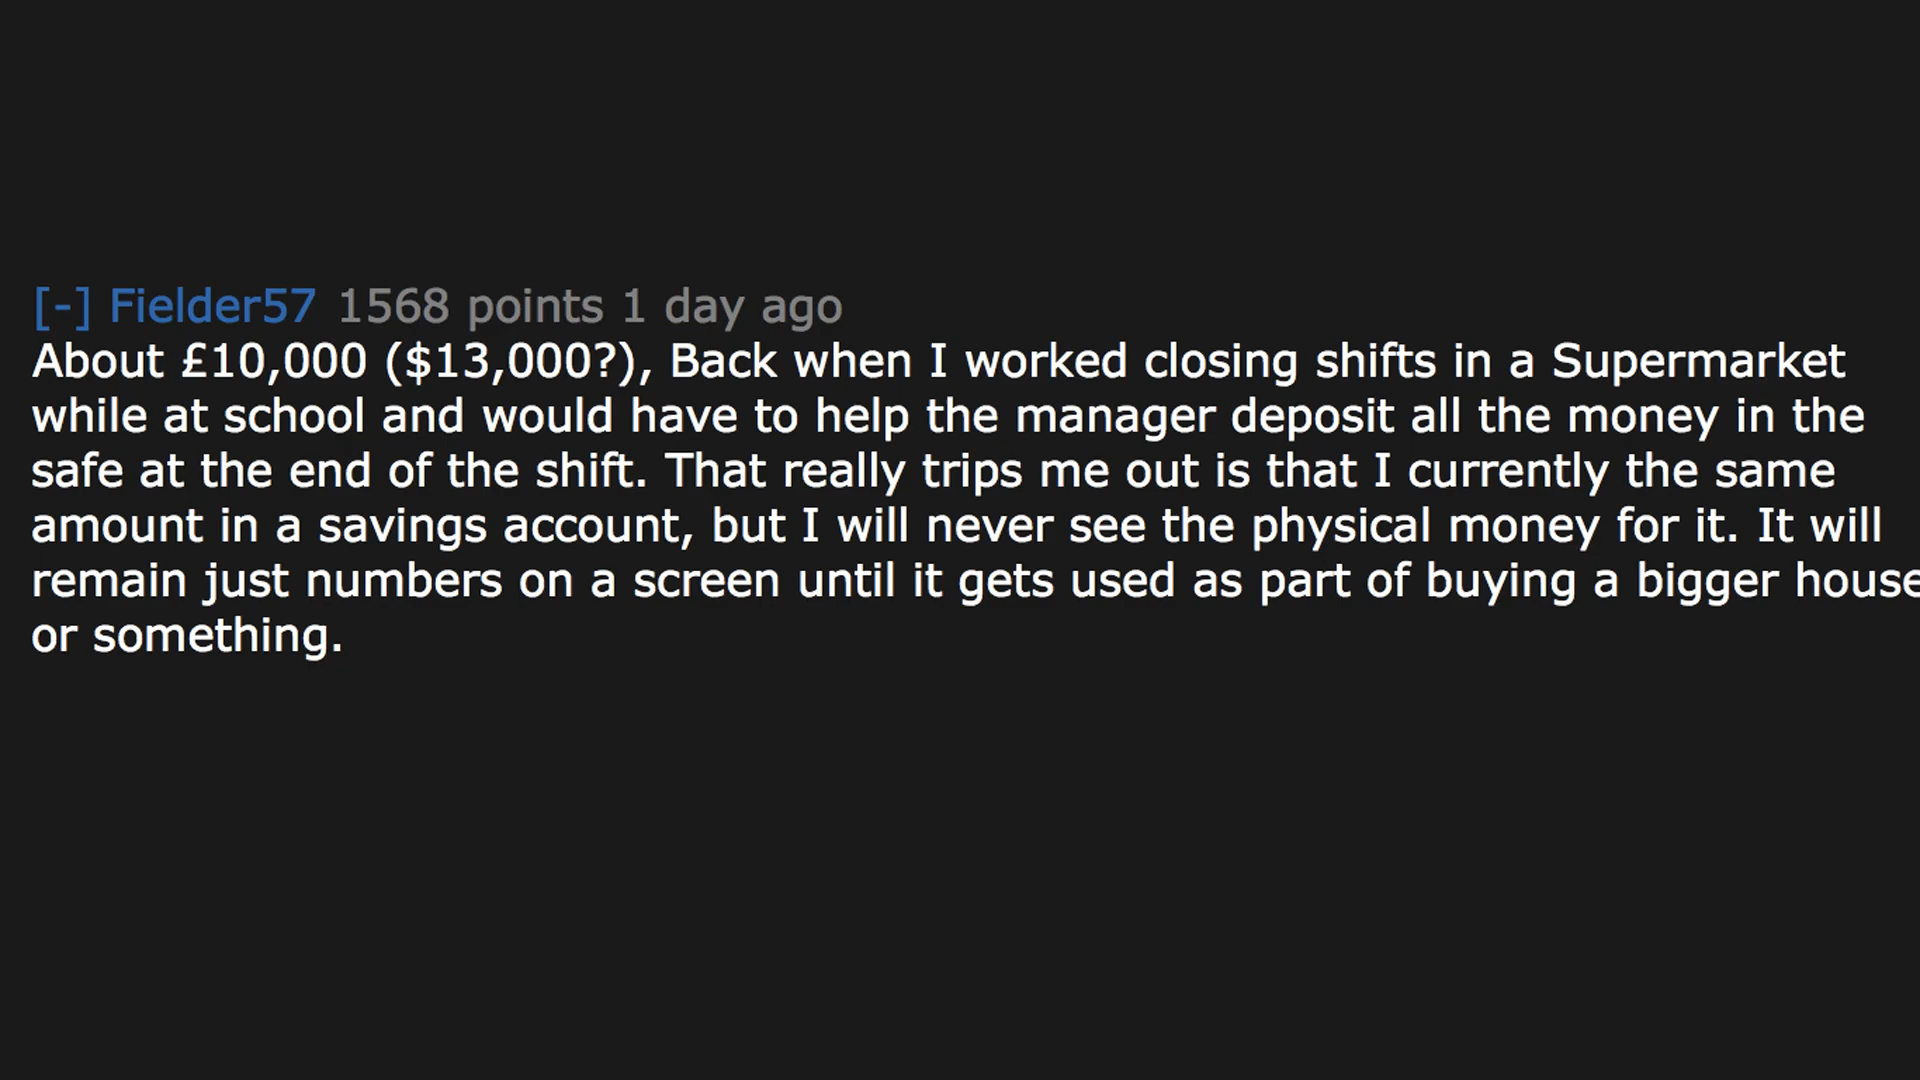 [-] Fielder57 1568 points 1 day ago
About £10,000 ($13,000?), Back when I worked closing shifts in a Supermarket
while at school and would have to help the manager deposit all the money in the
safe at the end of the shift. That really trips me out is that I currently the same
amount in a savings account, but I will never see the physical money for it. It will
remain just numbers on a screen until it gets used as part of buying a bigger house
or something.